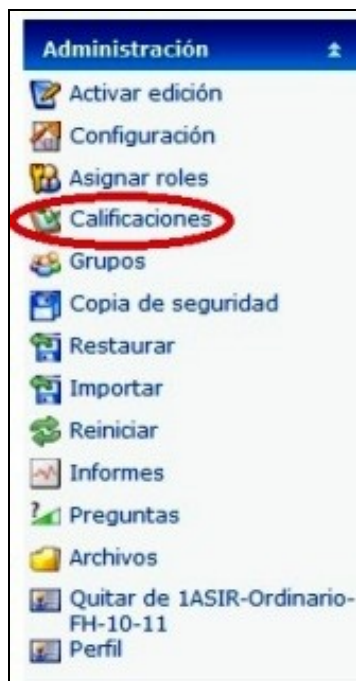 Administración
Activar edición
Configuración
Asignar roles
Calificaciones
Grupos
Copia de seguridad
Restaurar
Importar
Reiniciar
Informes
Preguntas
Archivos
Quitar de 1ASIR-Ordinario-
FH-10-11
Perfil